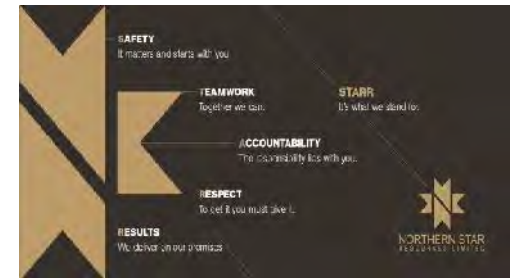 SAFETY
It matters and starts with you
TEAMWORK
Together we can.
STARR
It's what we stand for.
ACCOUNTABILITY
The responsibility lies with you.
RESPECT
To get it you must give it.
RESULTS
We deliver on our promises
NORTHERN STAR
RESOURCES LIMITED